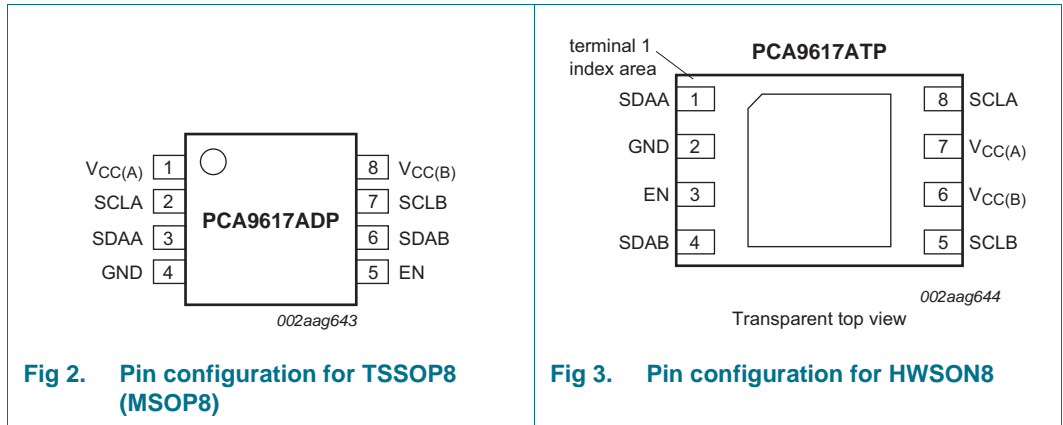 VCC(A) 1
SCLA 2
SDAA 3
GND 4
PCA9617ADP
8 VCC(B)
7 SCLB
6 SDAB
5 EN
002aag643
Fig 2. Pin configuration for TSSOP8
(MSOP8)
terminal 1
index area
PCA9617ATP
SDAA 1
GND 2
EN 3
SDAB 4
8 SCLA
7 VCC(A)
6 VCC(B)
5 SCLB
002aag644
Transparent top view
Fig 3. Pin configuration for HWSON8